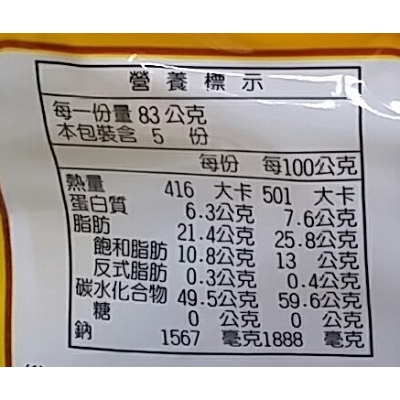 營養標示
每一份量 83 公克
本包裝含 5 份
每份 每100公克
熱量 416 大卡 501 大卡
蛋白質 6.3公克 7.6公克
脂肪 21.4公克 25.8公克
飽和脂肪 10.8公克 13 公克
反式脂肪 0.3公克 0.4公克
碳水化合物 49.5公克 59.6公克
糖 0 公克 0 公克
鈉 1567 毫克 1888 毫克